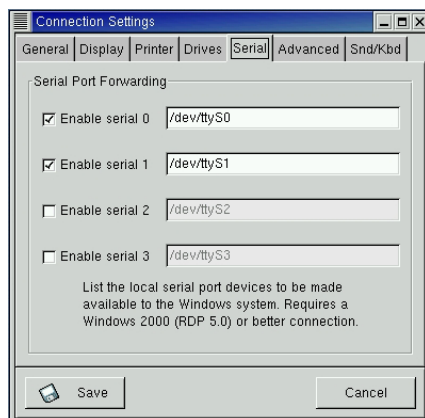 Connection Settings
General Display Printer Drives Serial Advanced Snd/Kbd
Serial Port Forwarding
Enable serial 0 /dev/ttyS0
Enable serial 1 /dev/ttyS1
Enable serial 2 /dev/ttyS2
Enable serial 3 /dev/ttyS3
List the local serial port devices to be made
available to the Windows system. Requires a
Windows 2000 (RDP 5.0) or better connection.
Save Cancel